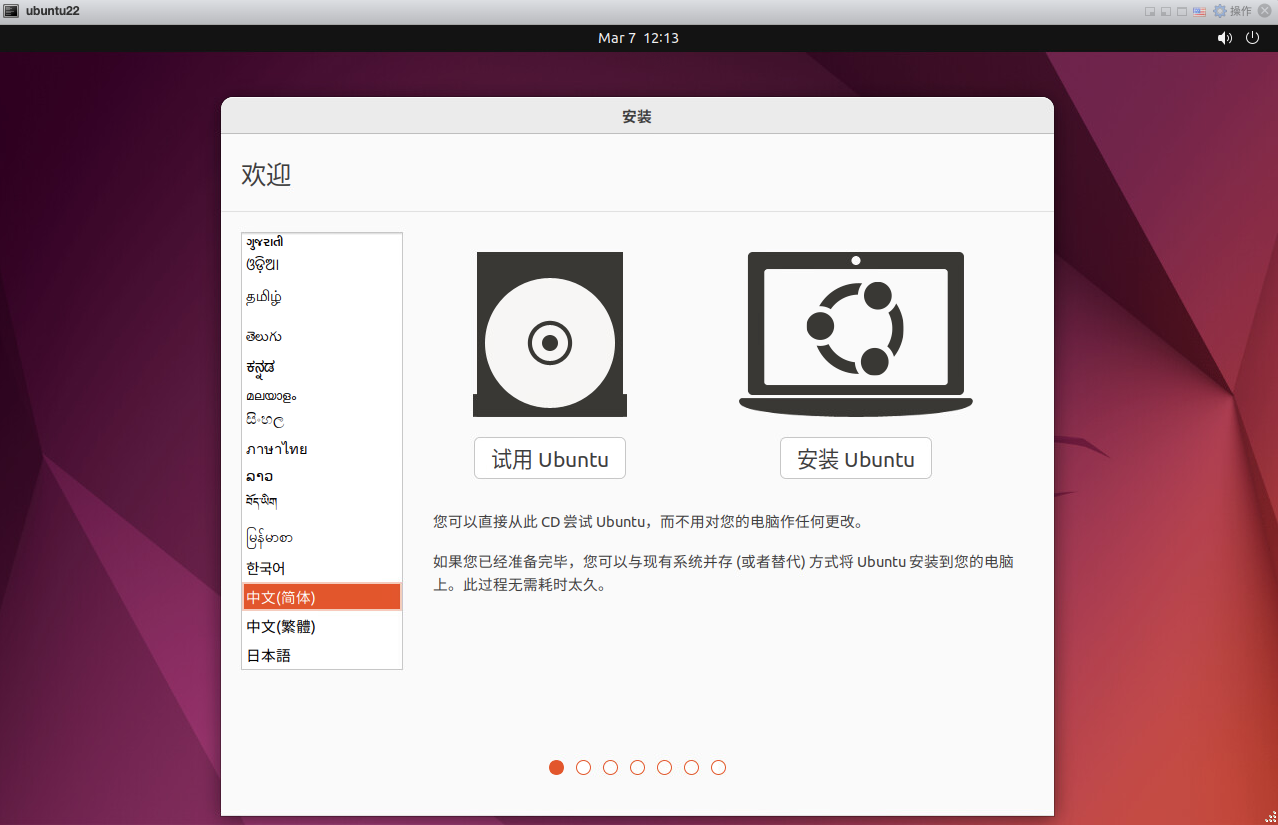 ubuntu22
操作
Mar 7 12:13
安装
欢迎
ગુજરાતી
ଓଡ଼ିଆ
தமிழ்
తెలుగు
ಕನ್ನಡ
മലയാളം
සිංහල
ภาษาไทย
ລາວ
བོད་ཡིག
မြန်မာစာ
한국어
中文(简体)
中文(繁體)
日本語
试用 Ubuntu
安装 Ubuntu
您可以直接从此 CD 尝试 Ubuntu，而不用对您的电脑作任何更改。
如果您已经准备完毕，您可以与现有系统并存 (或者替代) 方式将 Ubuntu 安装到您的电脑
上。此过程无需耗时太久。